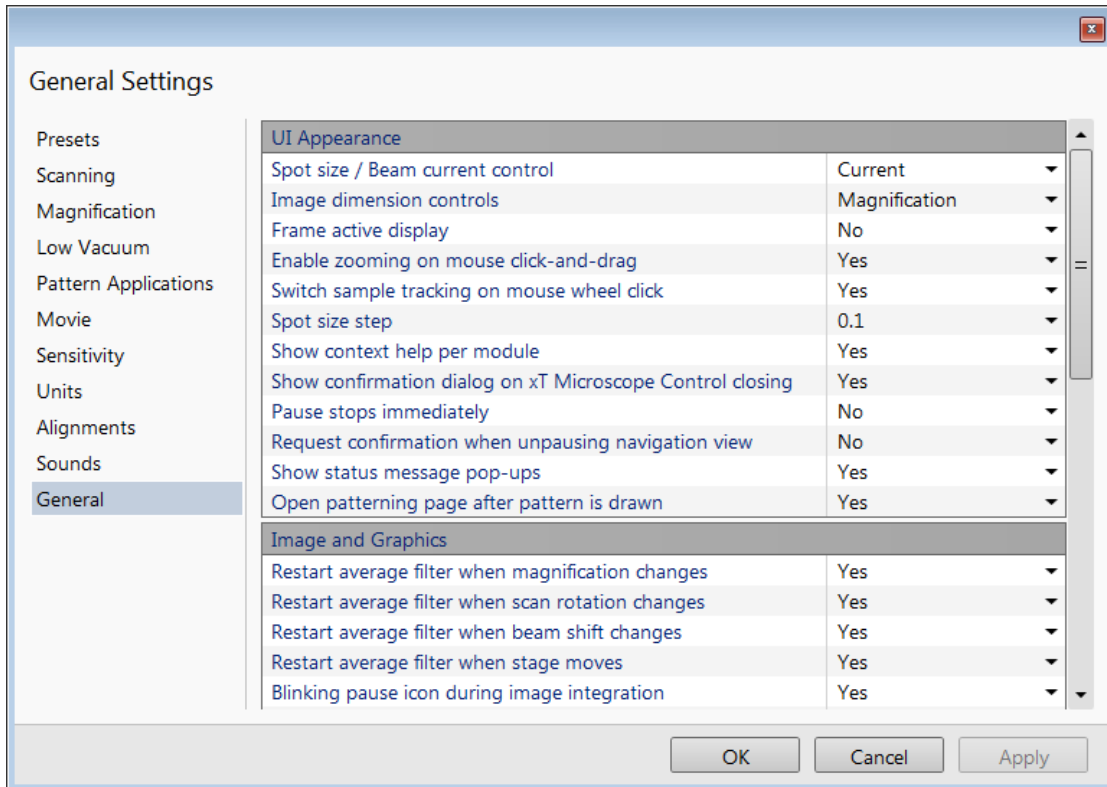 General Settings
Presets
Scanning
Magnification
Low Vacuum
Pattern Applications
Movie
Sensitivity
Units
Alignments
Sounds
General
UI Appearance
Spot size / Beam current control Current
Image dimension controls Magnification
Frame active display No
Enable zooming on mouse click-and-drag Yes
Switch sample tracking on mouse wheel click Yes
Spot size step 0.1
Show context help per module Yes
Show confirmation dialog on xT Microscope Control closing Yes
Pause stops immediately No
Request confirmation when unpausing navigation view No
Show status message pop-ups Yes
Open patterning page after pattern is drawn Yes
Image and Graphics
Restart average filter when magnification changes Yes
Restart average filter when scan rotation changes Yes
Restart average filter when beam shift changes Yes
Restart average filter when stage moves Yes
Blinking pause icon during image integration Yes
OK Cancel Apply